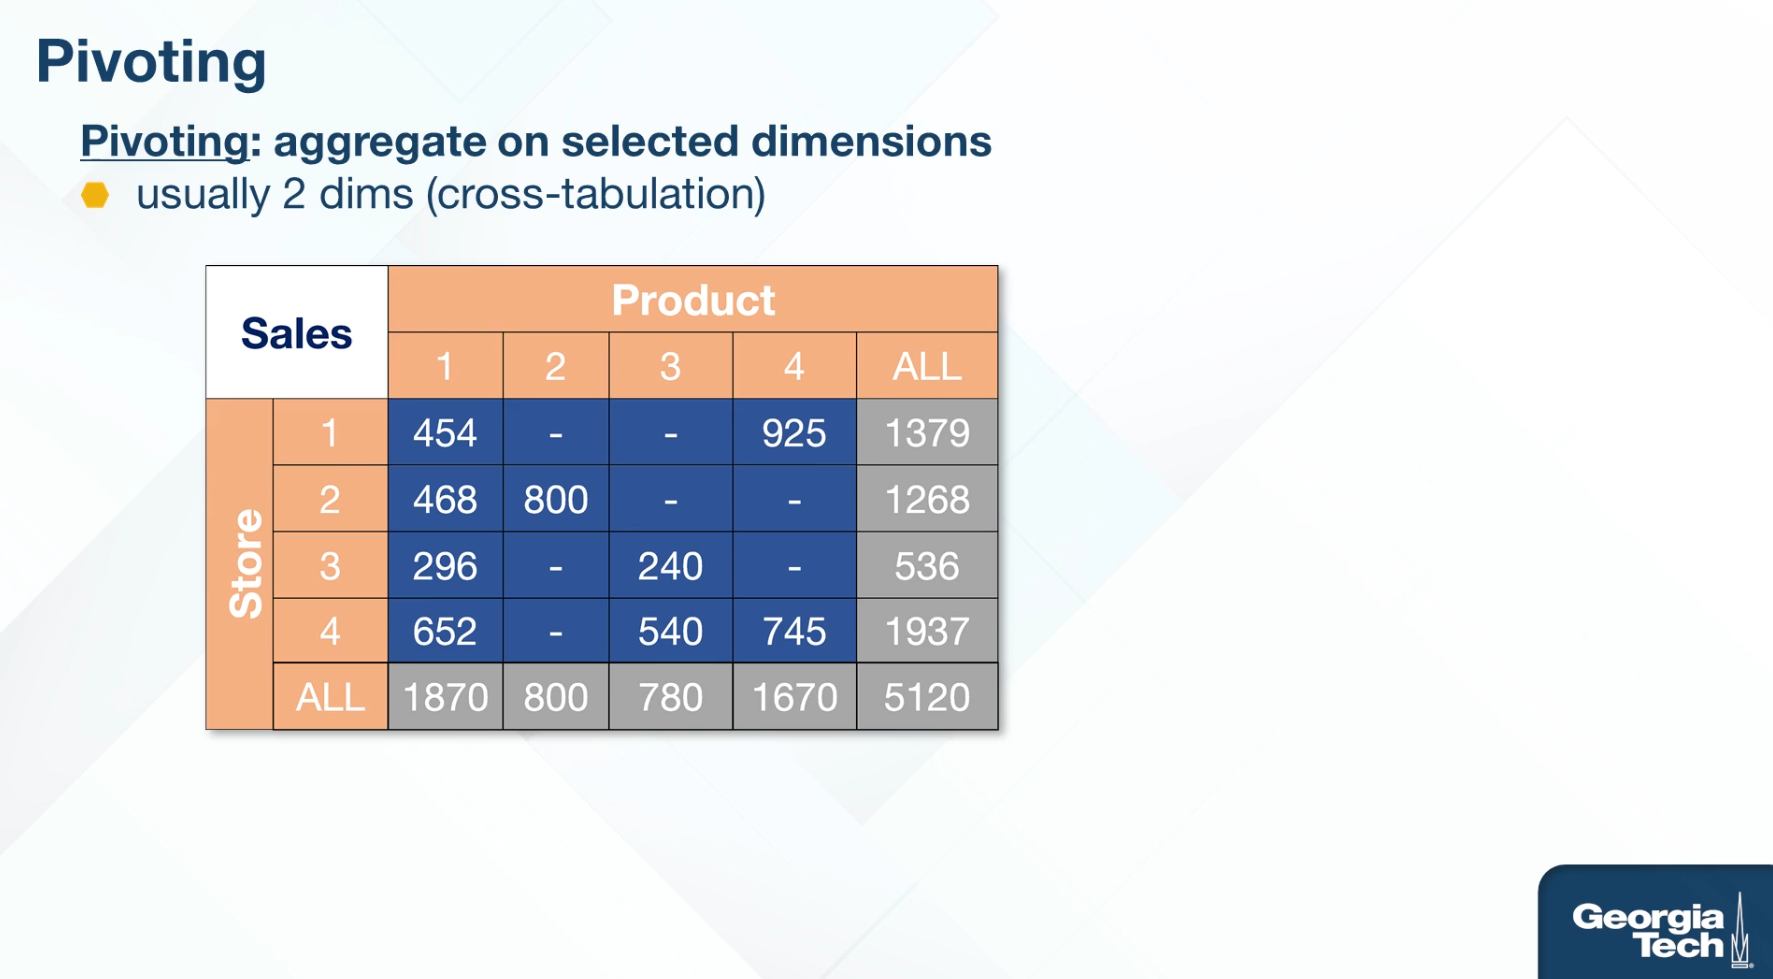 Pivoting
Pivoting: aggregate on selected dimensions
usually 2 dims (cross-tabulation)
Sales Product
1 2 3 4 ALL
Store
1 454 - - 925 1379
2 468 800 - - 1268
3 296 - 240 - 536
4 652 - 540 745 1937
ALL 1870 800 780 1670 5120
Georgia
Tech